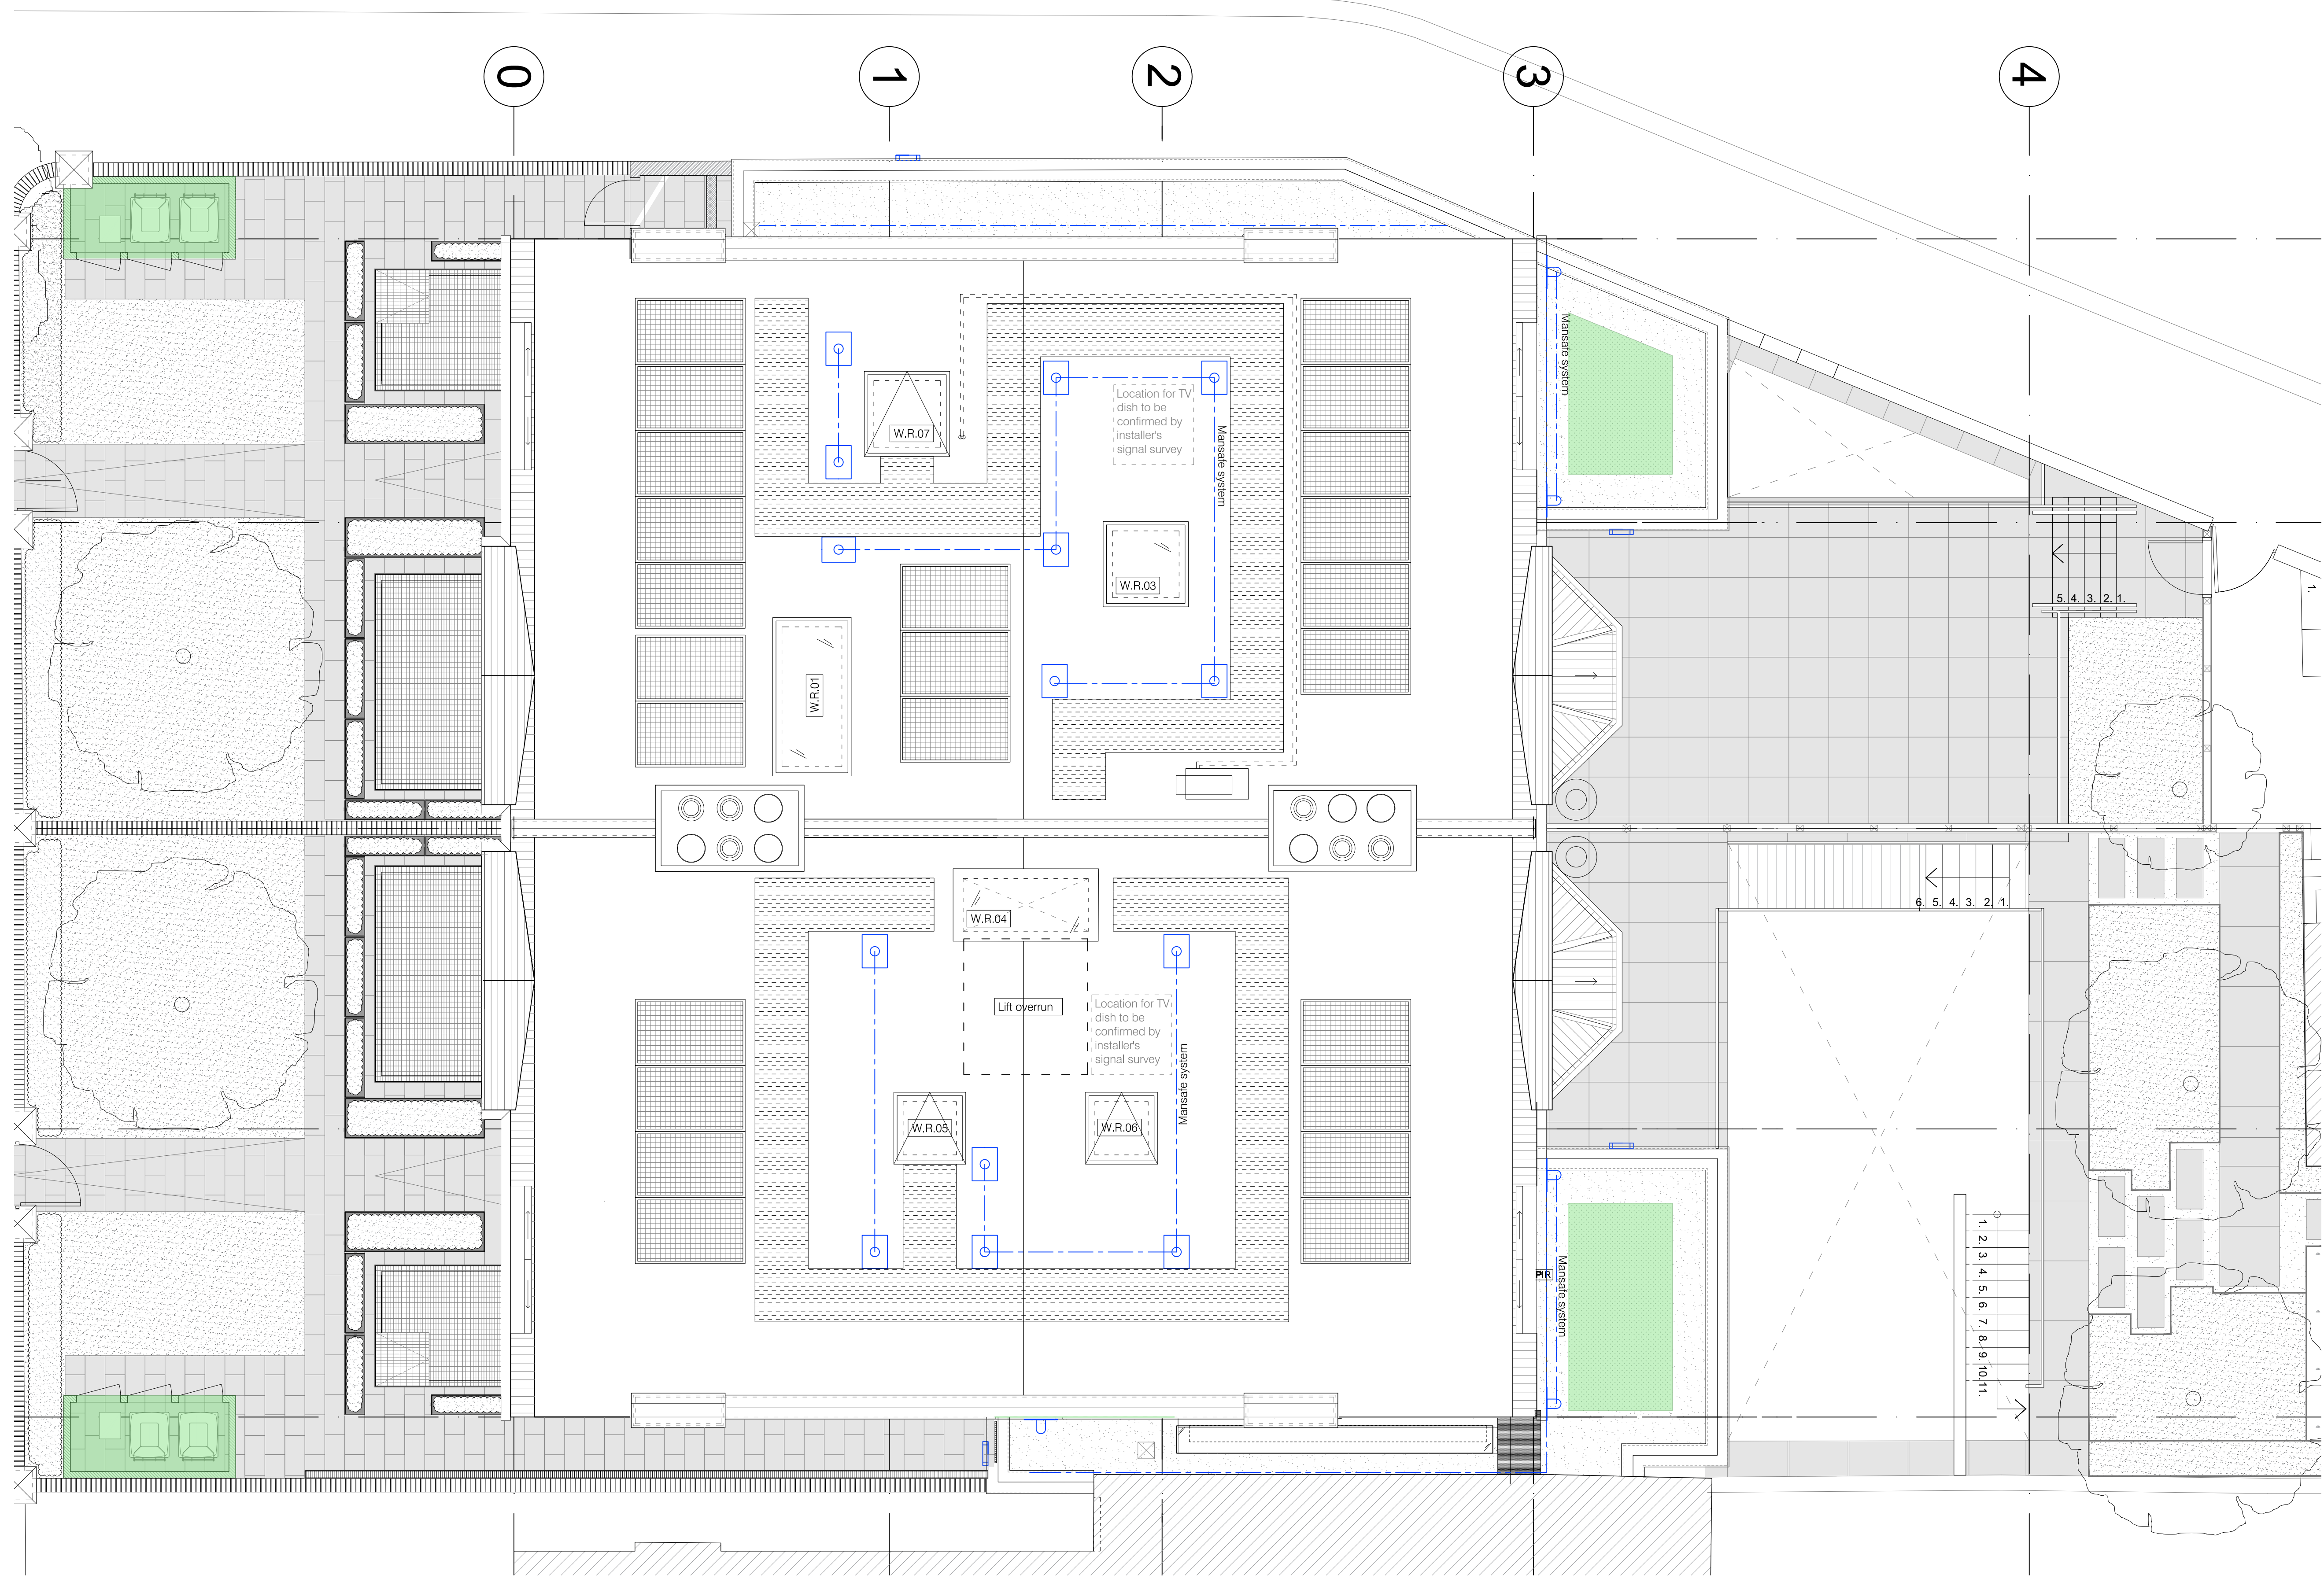 0
1
2
3
4
Mansafe system
W.R.07
Location for TV
dish to be
confirmed by
installer's
signal survey
Mansafe system
W.R.03
5. 4. 3. 2. 1.
1.
W.R.01
W.R.04
6. 5. 4. 3. 2. 1.
Lift overrun
Location for TV
dish to be
confirmed by
installer's
signal survey
Mansafe system
W.R.05
W.R.06
PIR
Mansafe system
1.
2.
3.
4.
5.
6.
7.
8.
9.
10.
11.